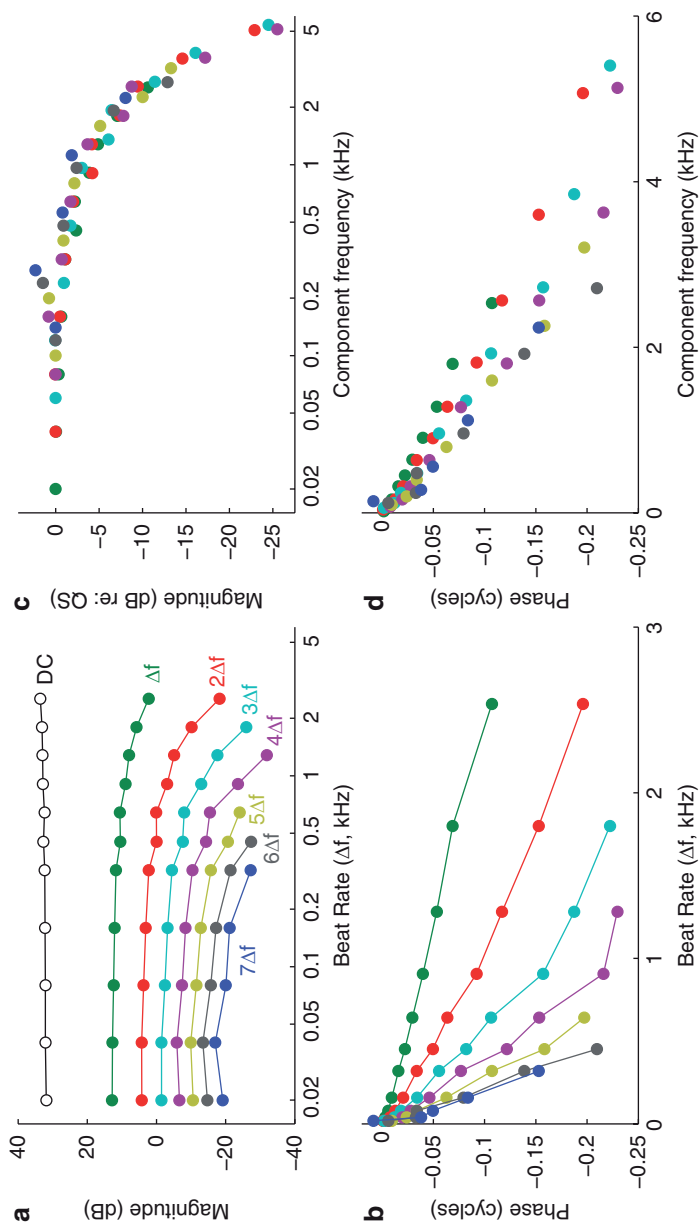 a
Magnitude (dB)
40
20
0
−20
−40
DC
Δf
2Δf
3Δf
4Δf
5Δf
6Δf
7Δf
0.02
0.05
0.1
0.2
0.5
1
2
5
Beat Rate (Δf, kHz)
b
Phase (cycles)
0
−0.05
−0.1
−0.15
−0.2
−0.25
0
1
2
3
Beat Rate (Δf, kHz)
c
Magnitude (dB re: QS)
0
−5
−10
−15
−20
−25
0.02
0.05
0.1
0.2
0.5
1
2
5
Component frequency (kHz)
d
Phase (cycles)
0
−0.05
−0.1
−0.15
−0.2
−0.25
0
2
4
6
Component frequency (kHz)